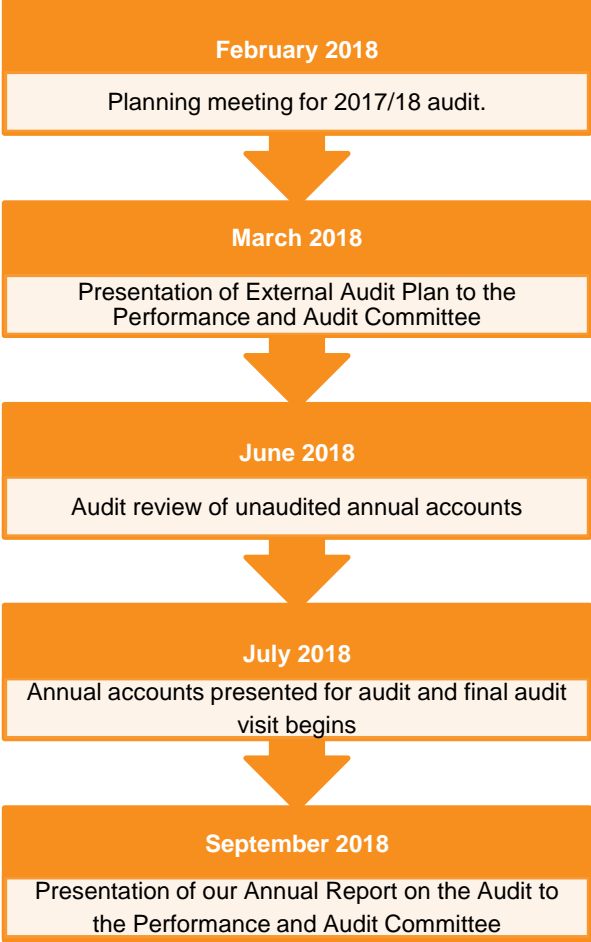 February 2018
Planning meeting for 2017/18 audit.
March 2018
Presentation of External Audit Plan to the
Performance and Audit Committee
June 2018
Audit review of unaudited annual accounts
July 2018
Annual accounts presented for audit and final audit
visit begins
September 2018
Presentation of our Annual Report on the Audit to
the Performance and Audit Committee